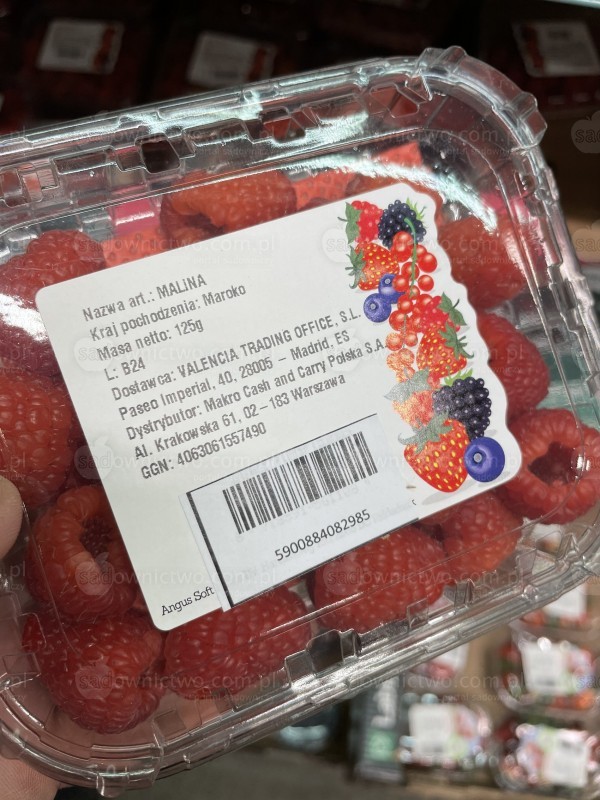 Nazwa art.: MALINA
Kraj pochodzenia: Maroko
Masa netto: 125g
L: B24
Dostawca: VALENCIA TRADING OFFICE, S.L.
Paseo Imperial, 40, 28005 – Madrid, ES
Dystrybutor: Makro Cash and Carry Polska S.A.
Al. Krakowska 61, 02 – 183 Warszawa
GGN: 4063061557490
5900884082985
Angus Soft
sadownictwo.com.pl